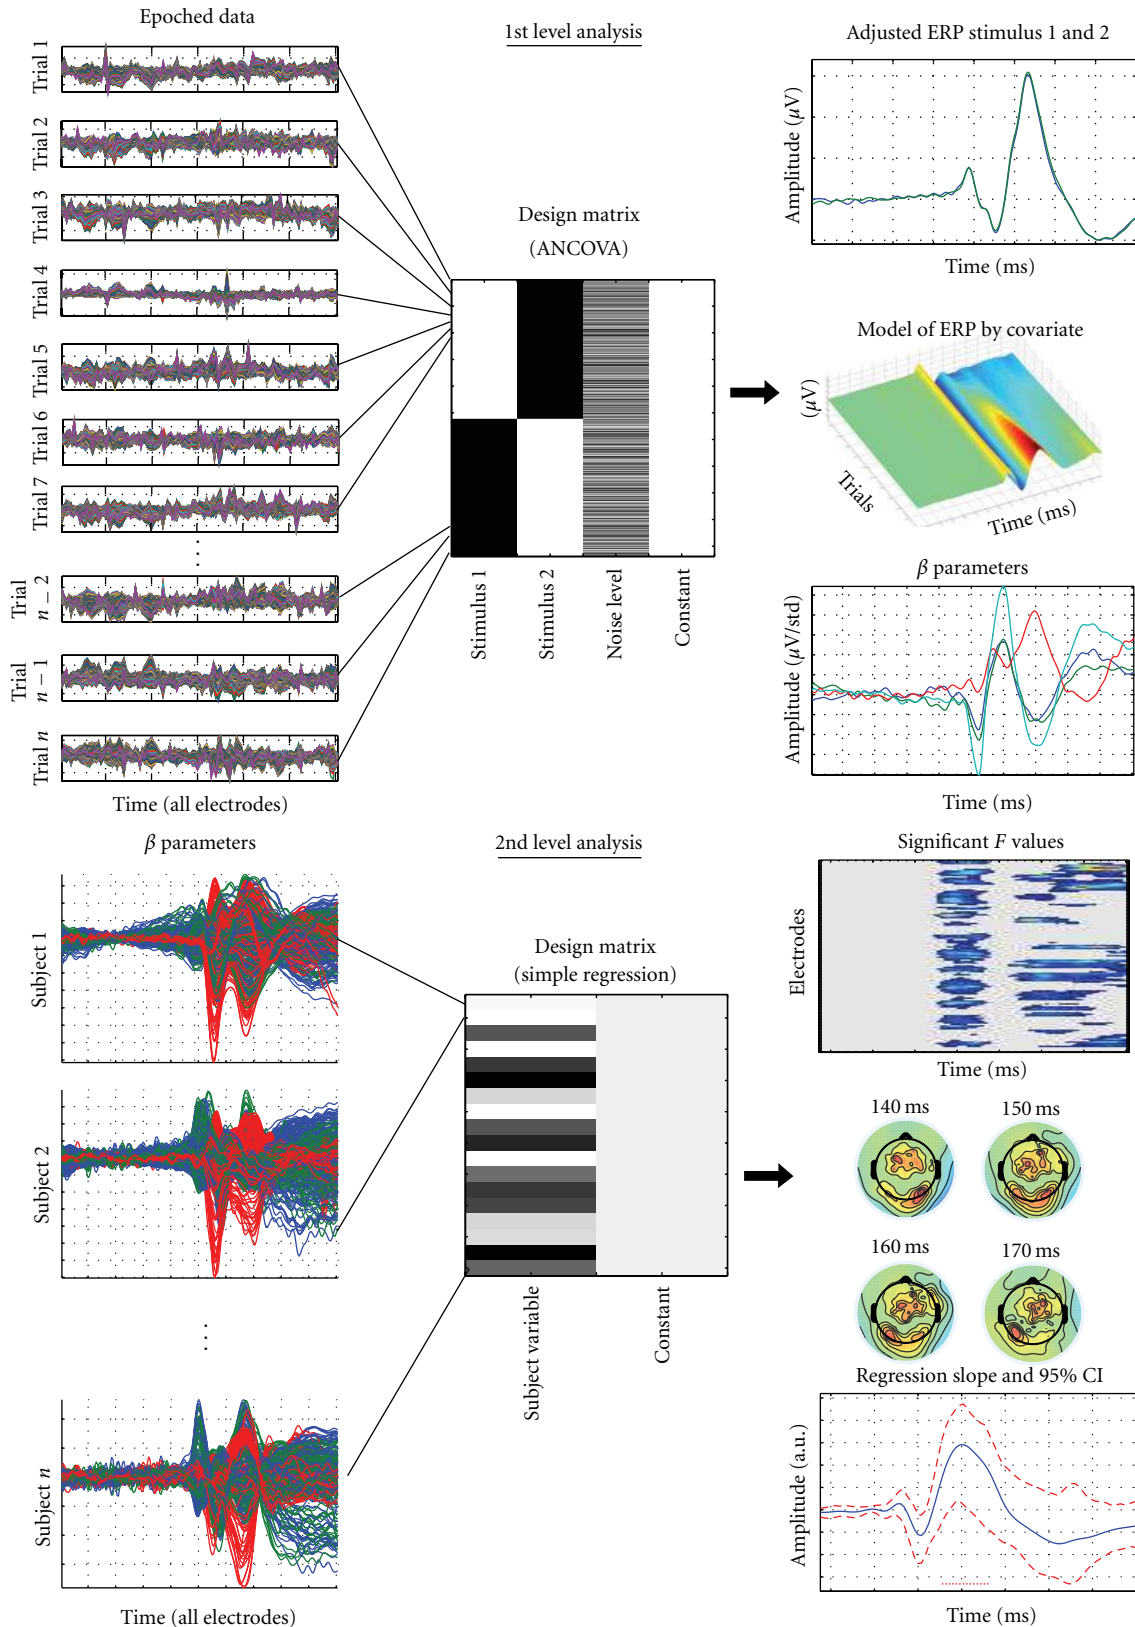 Epoched data
Trial 1
Trial 2
Trial 3
Trial 4
Trial 5
Trial 6
Trial 7
Trial
n − 2
Trial
n − 1
Trial n
Time (all electrodes)
1st level analysis
Design matrix
(ANCOVA)
Stimulus 1
Stimulus 2
Noise level
Constant
Adjusted ERP stimulus 1 and 2
Amplitude (μV)
Time (ms)
Model of ERP by covariate
(μV)
Trials
Time (ms)
β parameters
Amplitude (μV/std)
Time (ms)
β parameters
Subject 1
Subject 2
Subject n
Time (all electrodes)
2nd level analysis
Design matrix
(simple regression)
Subject variable
Constant
Significant F values
Electrodes
Time (ms)
140 ms
150 ms
160 ms
170 ms
Regression slope and 95% CI
Amplitude (a.u.)
Time (ms)